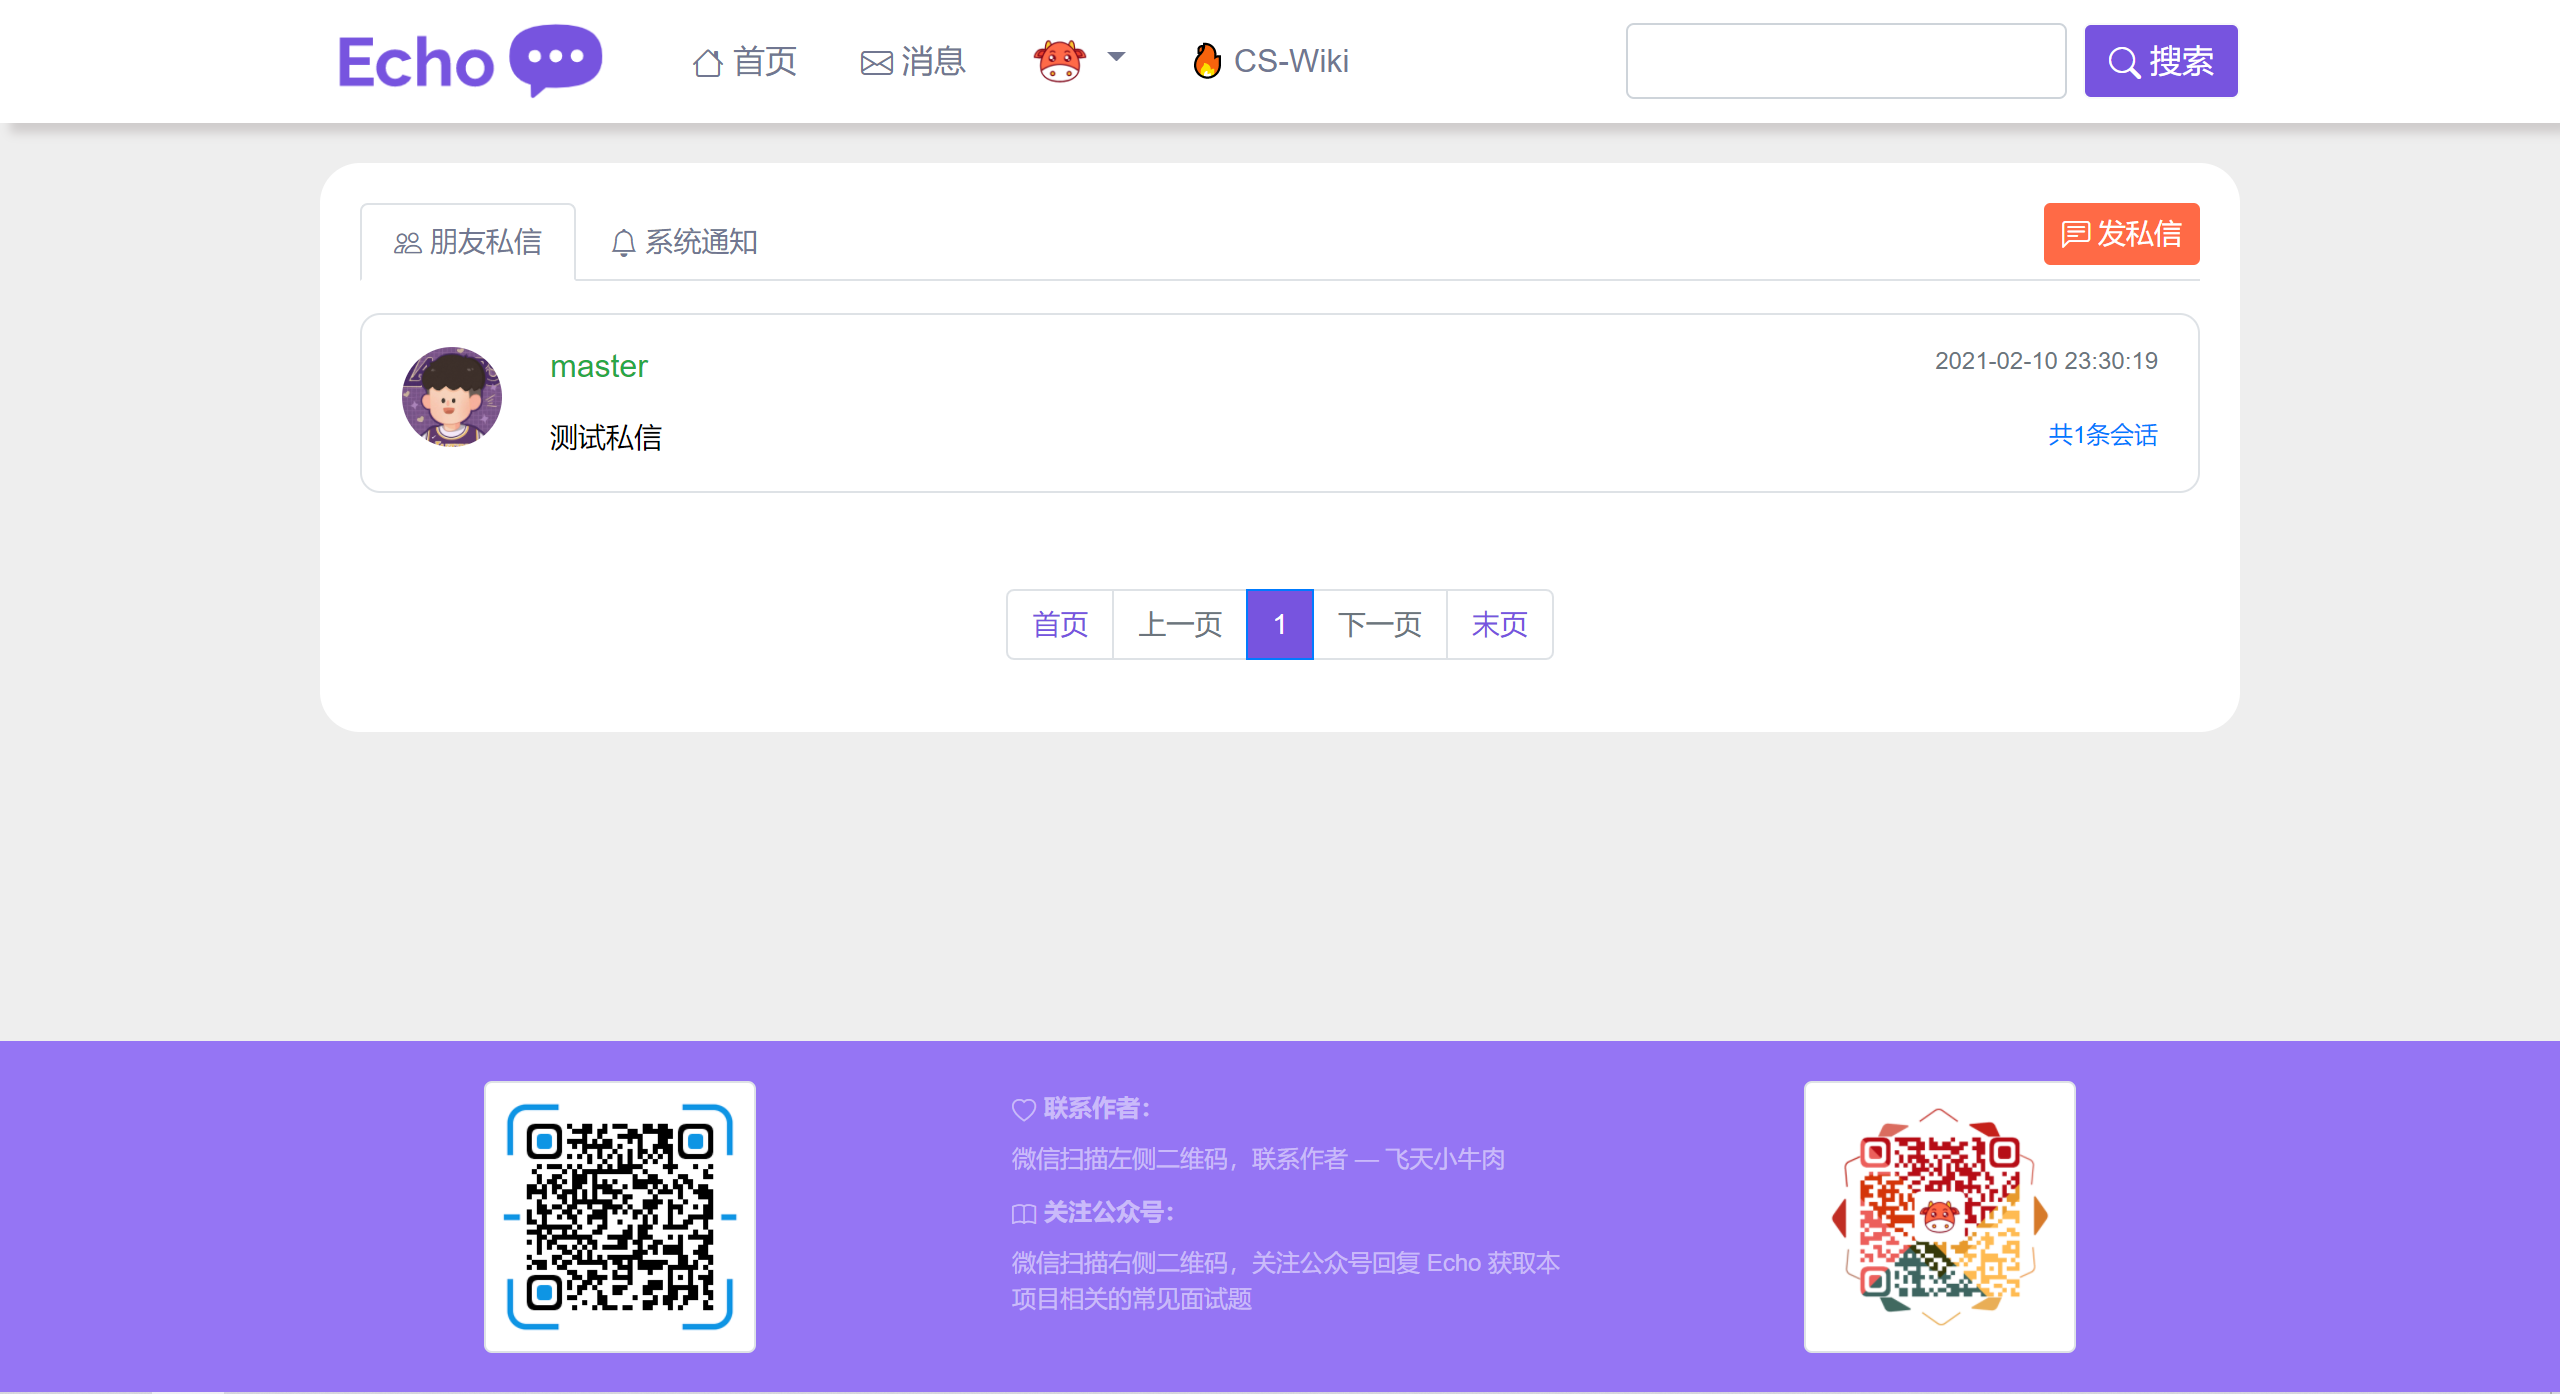 Echo
首页
消息
CS-Wiki
搜索
朋友私信
系统通知
发私信
master
2021-02-10 23:30:19
测试私信
共1条会话
首页
上一页
1
下一页
末页
联系作者：
微信扫描左侧二维码，联系作者 — 飞天小牛肉
关注公众号：
微信扫描右侧二维码，关注公众号回复 Echo 获取本
项目相关的常见面试题